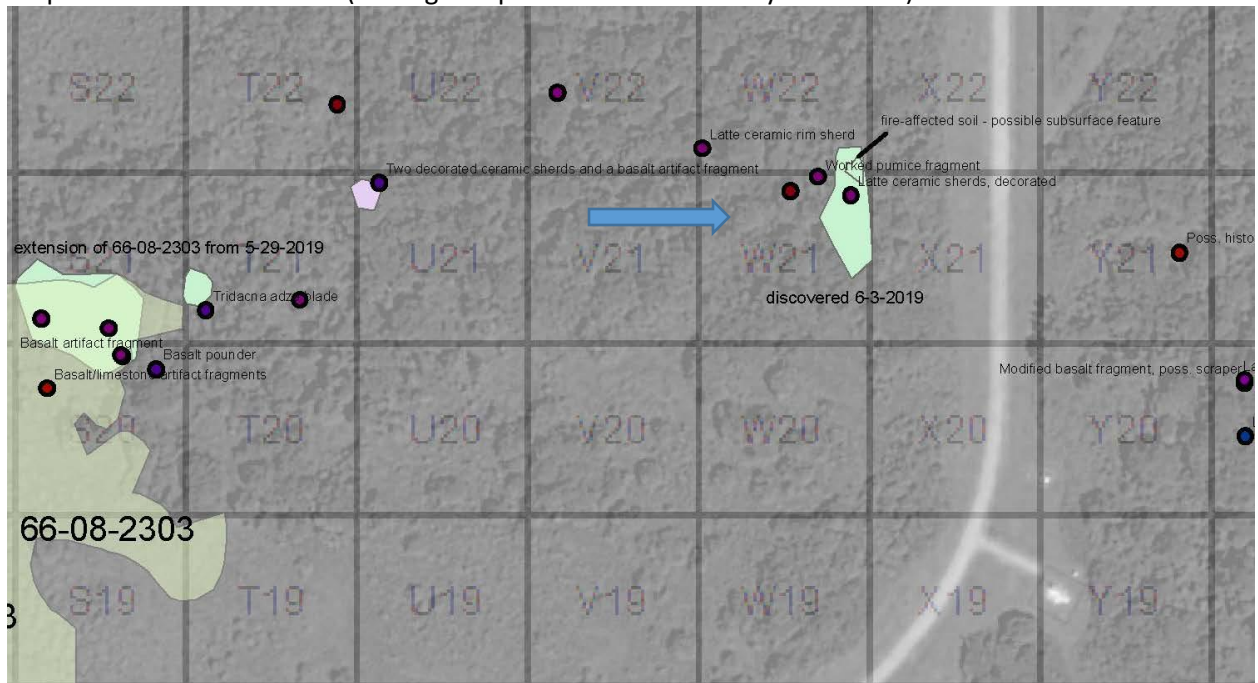 S22
T22
U22
V22
W22
X22
Y22
fire-affected soil - possible subsurface feature
Latte ceramic rim sherd
Two decorated ceramic sherds and a basalt artifact fragment
Worked pumice fragment
Latte ceramic sherds, decorated
extension of 66-08-2303 from 5-29-2019
S21
T21
U21
V21
W21
X21
Y21
Poss. histo
Tridacna adze blade
discovered 6-3-2019
Basalt artifact fragment
Basalt pounder
Basalt/limestone artifact fragments
Modified basalt fragment, poss. scraper
S20
T20
U20
V20
W20
X20
Y20
66-08-2303
S19
T19
U19
V19
W19
X19
Y19